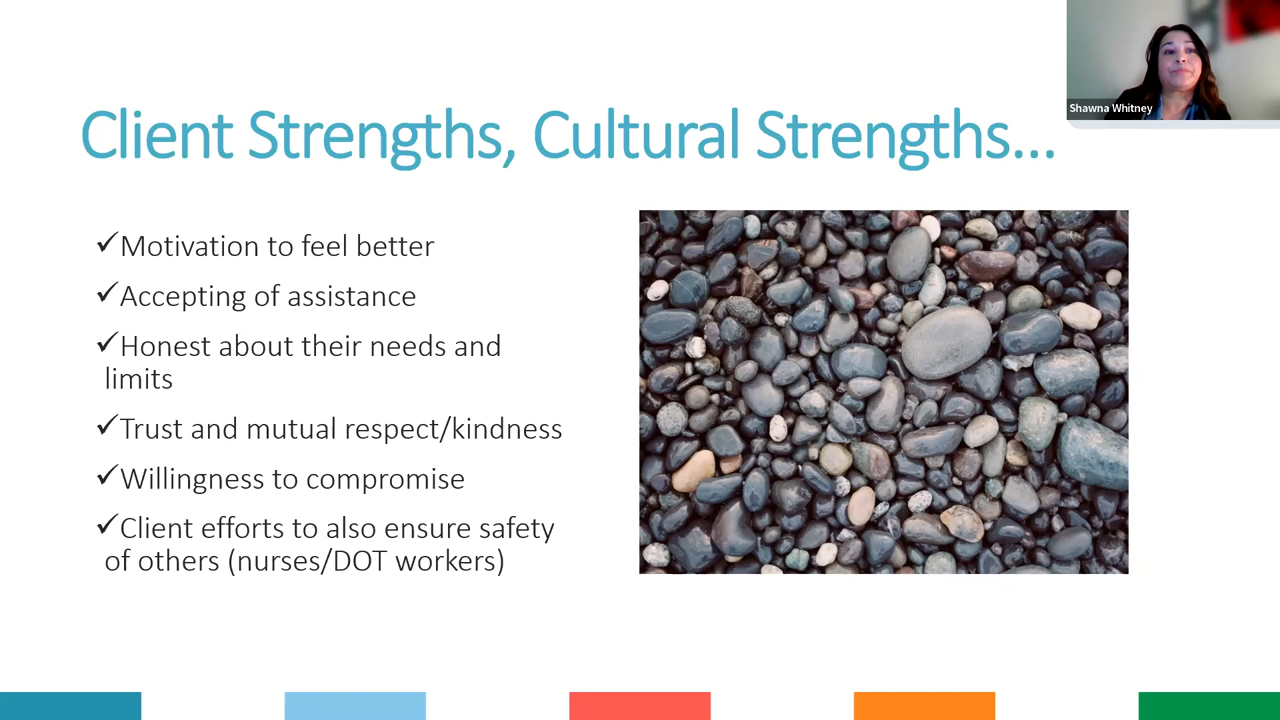 Shawna Whitney
Client Strengths, Cultural Strengths...
✓Motivation to feel better
✓Accepting of assistance
✓Honest about their needs and
limits
✓Trust and mutual respect/kindness
✓Willingness to compromise
✓Client efforts to also ensure safety
of others (nurses/DOT workers)